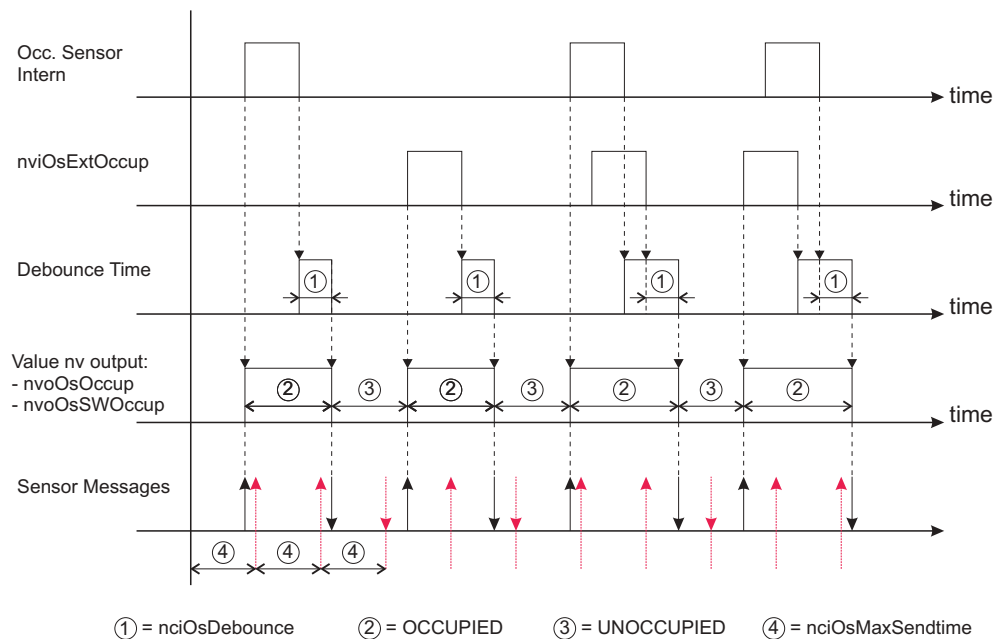 Occ. Sensor
Intern
time
nviOsExtOccup
time
Debounce Time
1
1
1
1
time
Value nv output:
- nvoOsOccup
- nvoOsSWOccup
2
3
2
3
2
3
2
time
Sensor Messages
4
4
4
1 = nciOsDebounce
2 = OCCUPIED
3 = UNOCCUPIED
4 = nciOsMaxSendtime